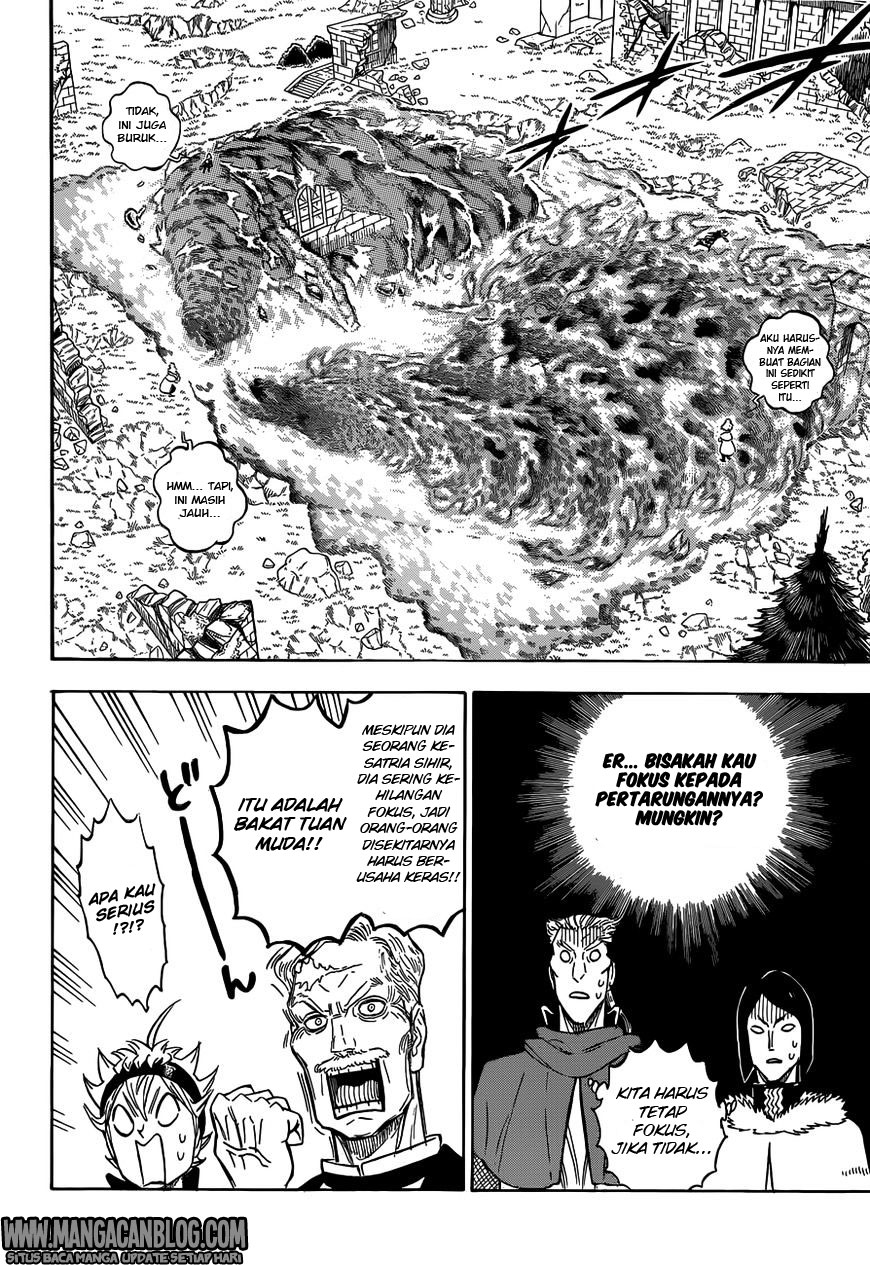 TIDAK,
INI JUGA
BURUK...
AKU HARUS-
NYA MEM-
BUAT BAGIAN
INI SEDIKIT
SEPERTI
ITU...
HMM... TAPI,
INI MASIH
JAUH...
ER... BISAKAH KAU
FOKUS KEPADA
PERTARUNGANNYA?
MUNGKIN?
KITA HARUS
TETAP
FOKUS,
JIKA TIDAK...
MESKIPUN DIA
SEORANG KE-
SATRIA SIHIR,
DIA SERING KE-
HILANGAN
FOKUS, JADI
ORANG-ORANG
DISEKITARNYA
HARUS BER-
USAHA KERAS!!
ITU ADALAH
BAKAT TUAN
MUDA!!
どーん
APA KAU
SERIUS
!?!?
WWW.MANGACANBLOG.COM
SITUS BACA MANGA UPDATE SETIAP HARI